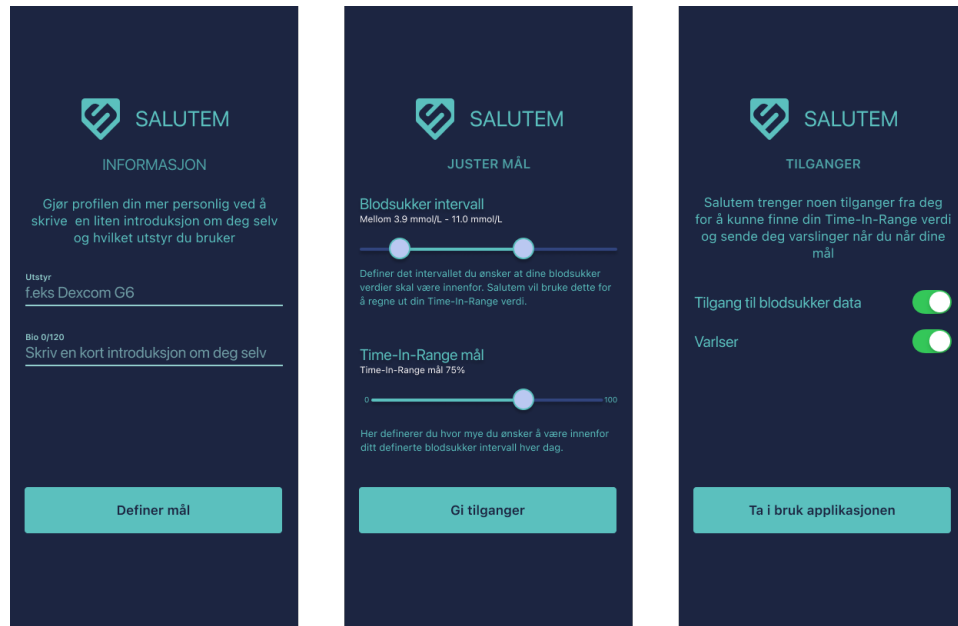 SALUTEM
INFORMASJON
Gjør profilen din mer personlig ved å
skrive en liten introduksjon om deg selv
og hvilket utstyr du bruker
Utstyr
f.eks Dexcom G6
Bio 0/120
Skriv en kort introduksjon om deg selv
Definer mål
SALUTEM
JUSTER MÅL
Blodsukker intervall
Mellom 3.9 mmol/L - 11.0 mmol/L
Definer det intervallet du ønsker at dine blodsukker
verdier skal være innenfor. Salutem vil bruke dette for
å regne ut din Time-In-Range verdi.
Time-In-Range mål
Time-In-Range mål 75%
0 100
Her definerer du hvor mye du ønsker å være innenfor
ditt definerte blodsukker intervall hver dag.
Gi tilganger
SALUTEM
TILGANGER
Salutem trenger noen tilganger fra deg
for å kunne finne din Time-In-Range verdi
og sende deg varslinger når du når dine
mål
Tilgang til blodsukker data
Varlser
Ta i bruk applikasjonen